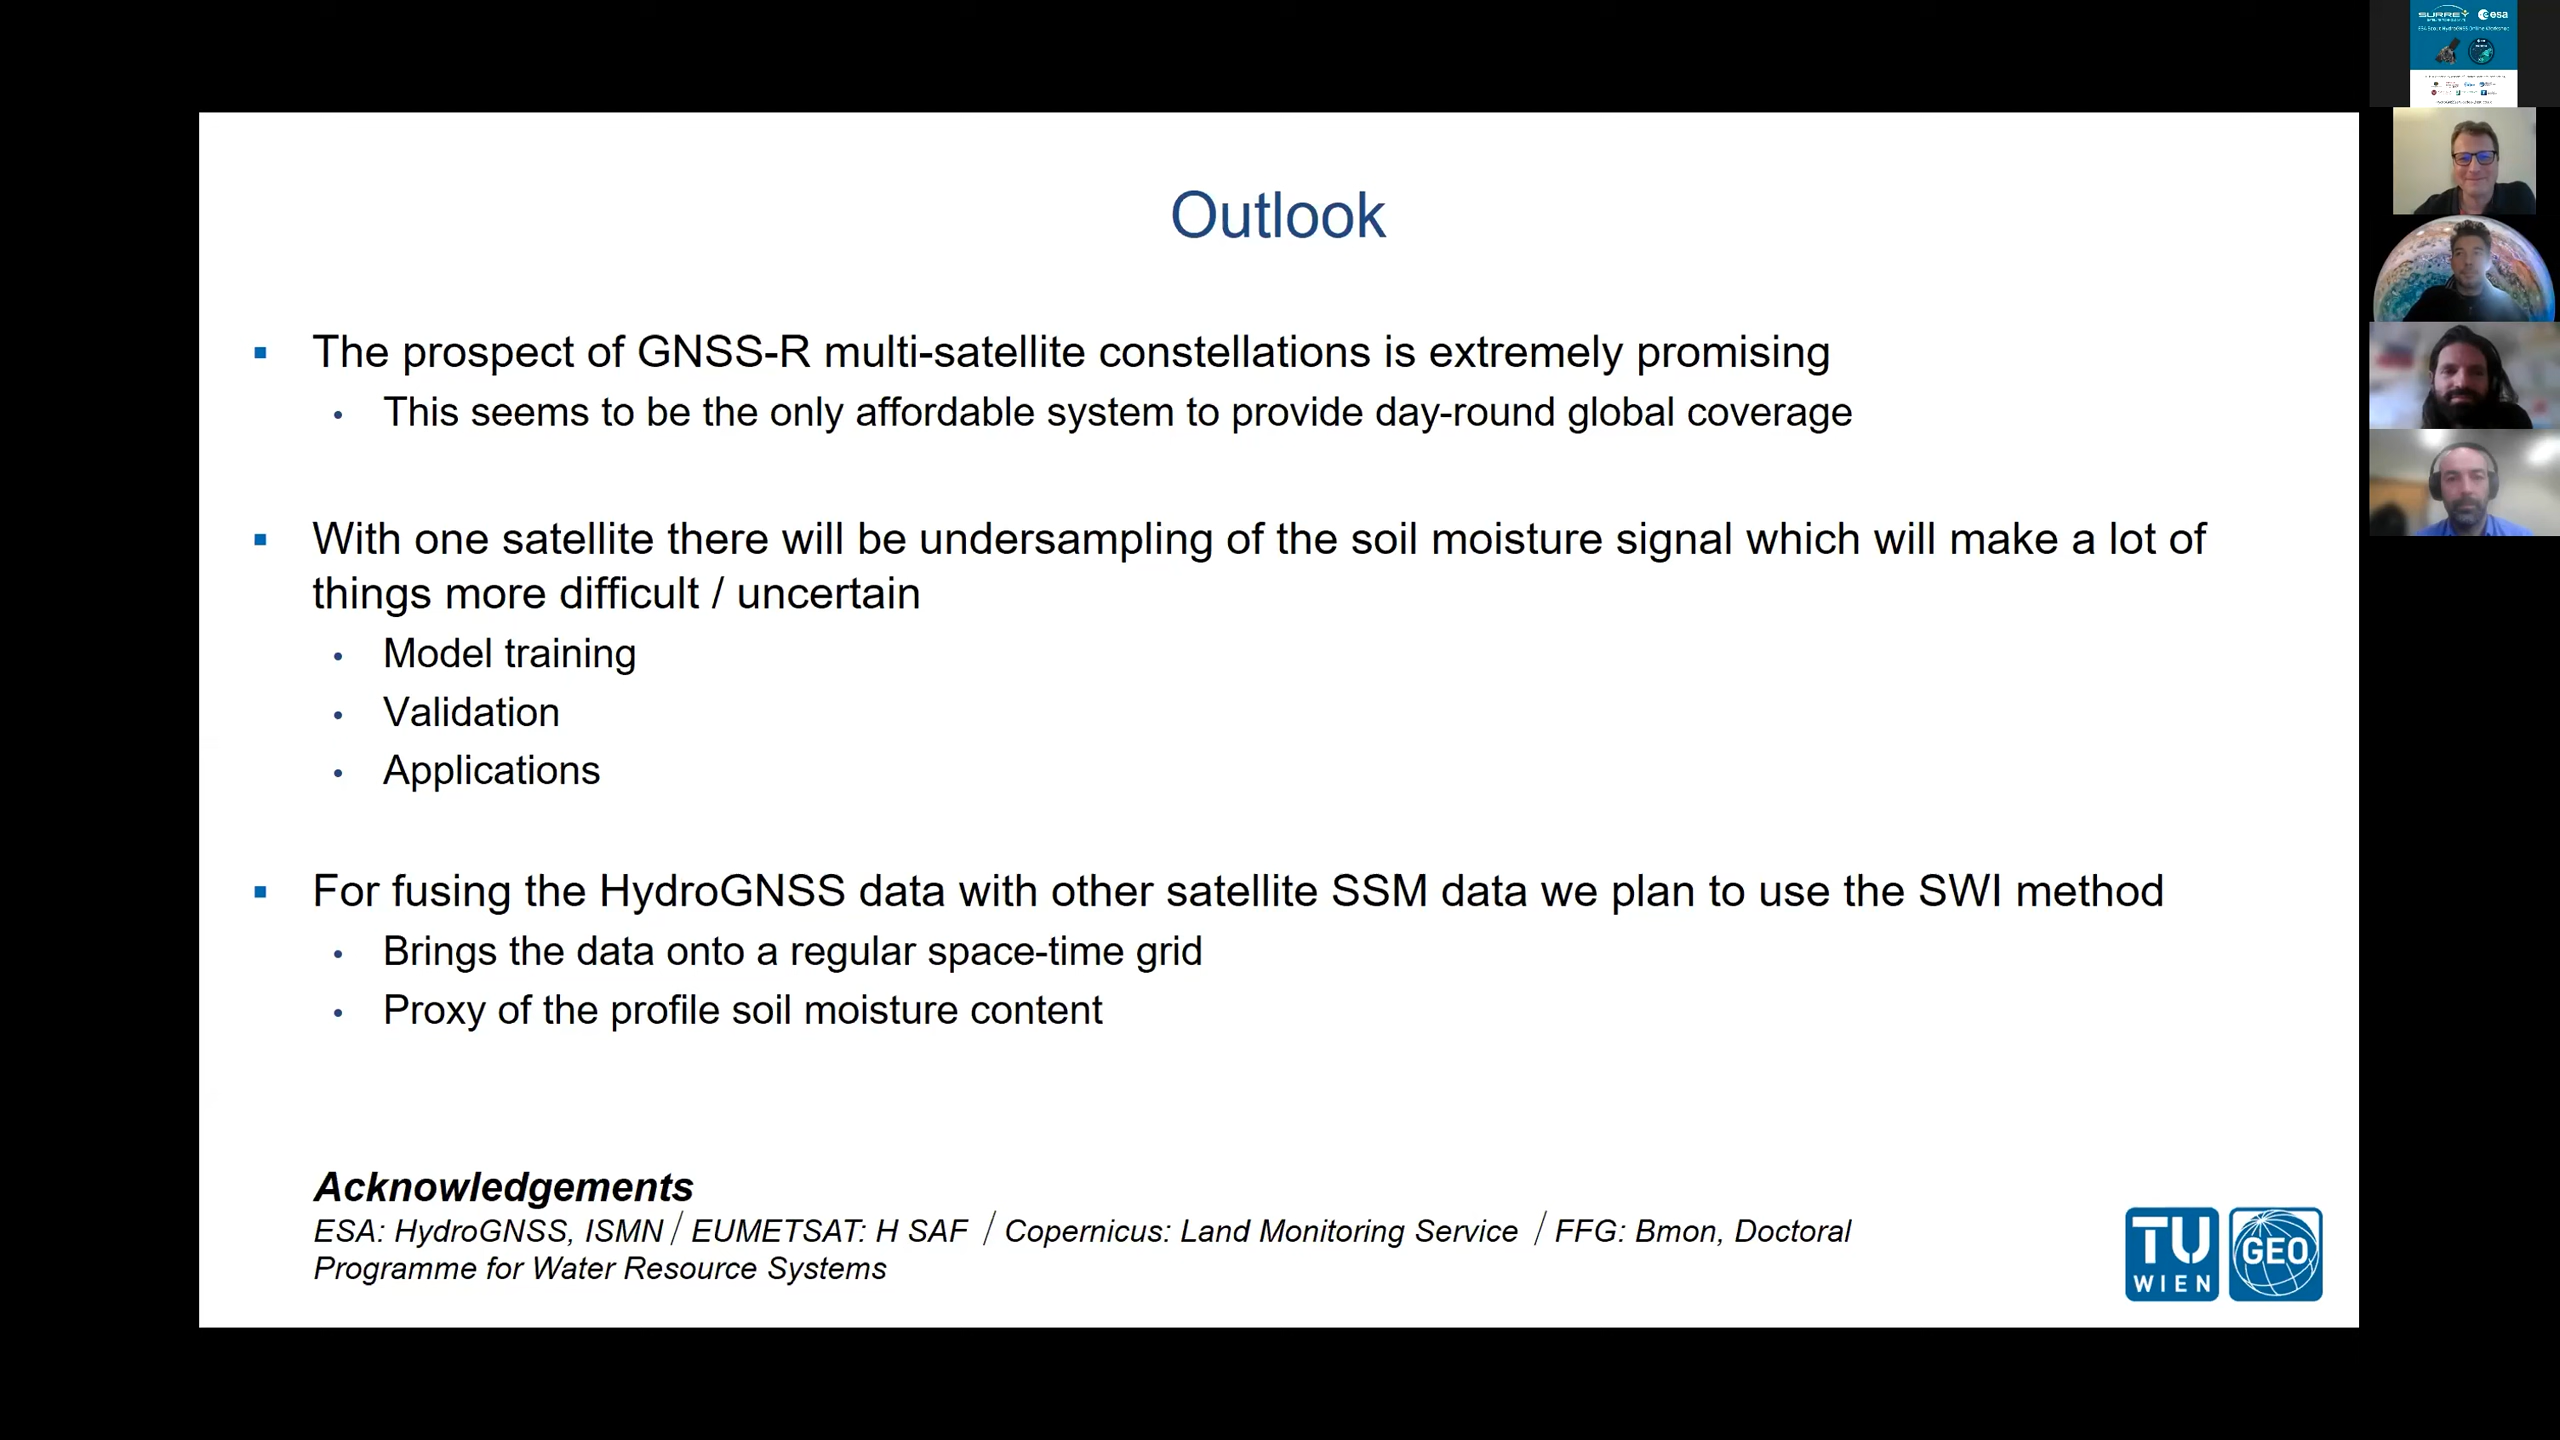 Outlook
The prospect of GNSS-R multi-satellite constellations is extremely promising
This seems to be the only affordable system to provide day-round global coverage
With one satellite there will be undersampling of the soil moisture signal which will make a lot of
things more difficult / uncertain
Model training
Validation
Applications
For fusing the HydroGNSS data with other satellite SSM data we plan to use the SWI method
Brings the data onto a regular space-time grid
Proxy of the profile soil moisture content
Acknowledgements
ESA: HydroGNSS, ISMN / EUMETSAT: H SAF / Copernicus: Land Monitoring Service / FFG: Bmon, Doctoral
Programme for Water Resource Systems
TU
WIEN
GEO
SURREY
esa